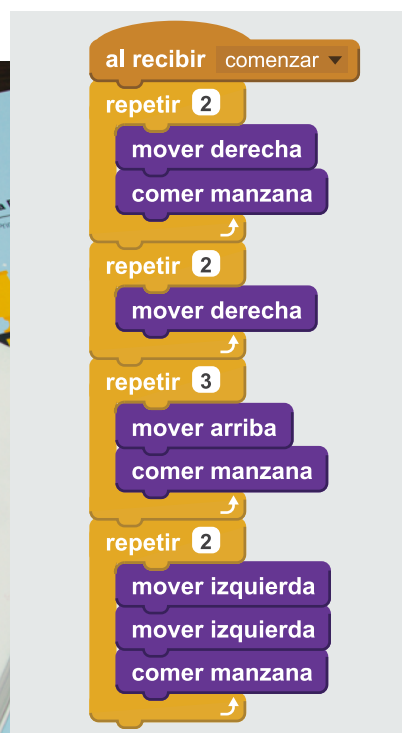 al recibir comenzar
repetir 2
mover derecha
comer manzana
repetir 2
mover derecha
repetir 3
mover arriba
comer manzana
repetir 2
mover izquierda
mover izquierda
comer manzana